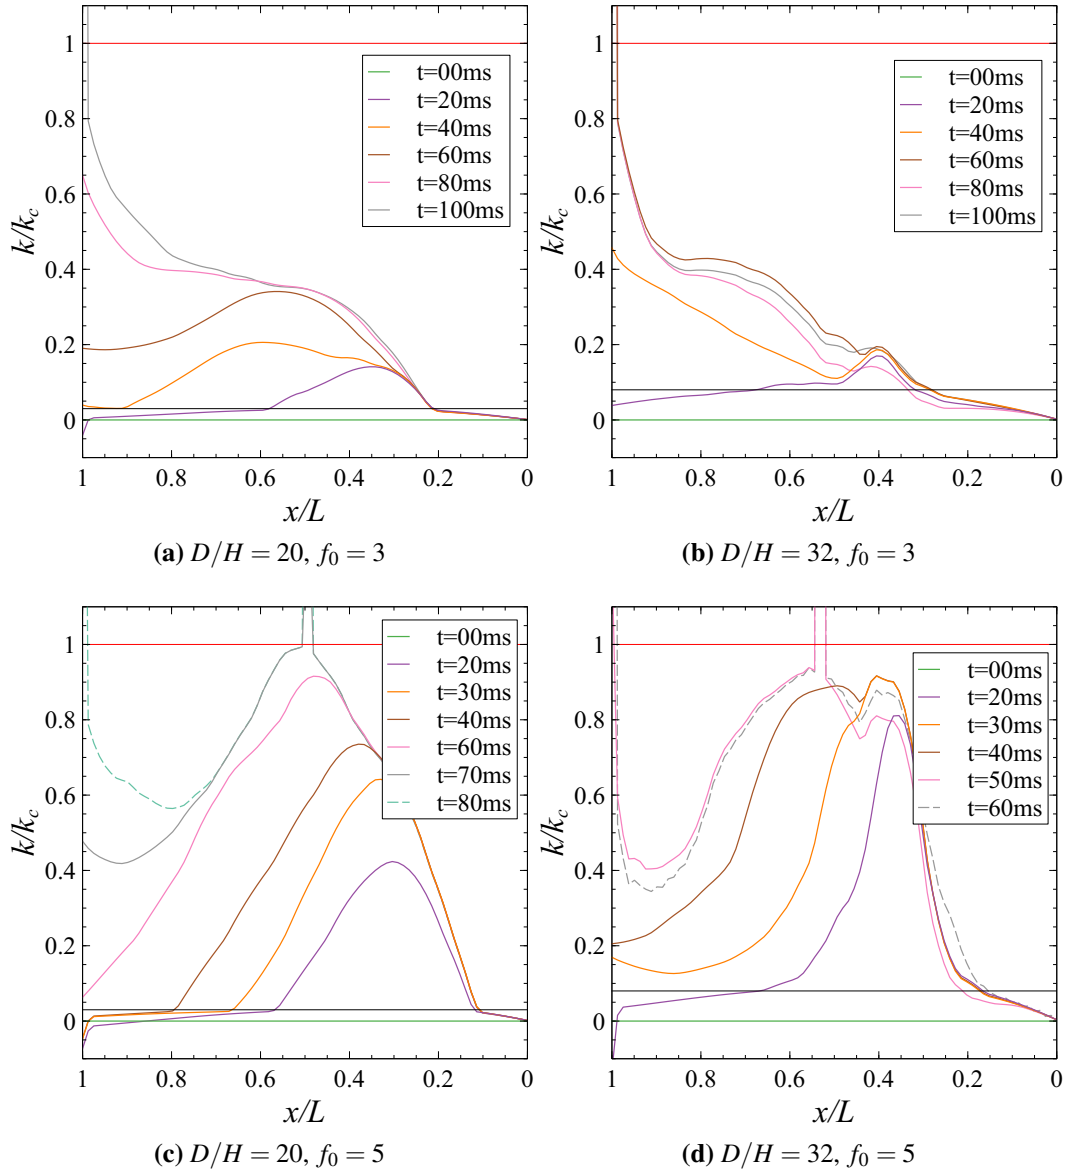 1
0.8
0.6
0.4
0.2
0
k/k_c
1 0.8 0.6 0.4 0.2 0
x/L
t=00ms
t=20ms
t=40ms
t=60ms
t=80ms
t=100ms
(a) D/H = 20, f_0 = 3
1
0.8
0.6
0.4
0.2
0
k/k_c
1 0.8 0.6 0.4 0.2 0
x/L
t=00ms
t=20ms
t=40ms
t=60ms
t=80ms
t=100ms
(b) D/H = 32, f_0 = 3
1
0.8
0.6
0.4
0.2
0
k/k_c
1 0.8 0.6 0.4 0.2 0
x/L
t=00ms
t=20ms
t=30ms
t=40ms
t=60ms
t=70ms
t=80ms
(c) D/H = 20, f_0 = 5
1
0.8
0.6
0.4
0.2
0
k/k_c
1 0.8 0.6 0.4 0.2 0
x/L
t=00ms
t=20ms
t=30ms
t=40ms
t=50ms
t=60ms
(d) D/H = 32, f_0 = 5